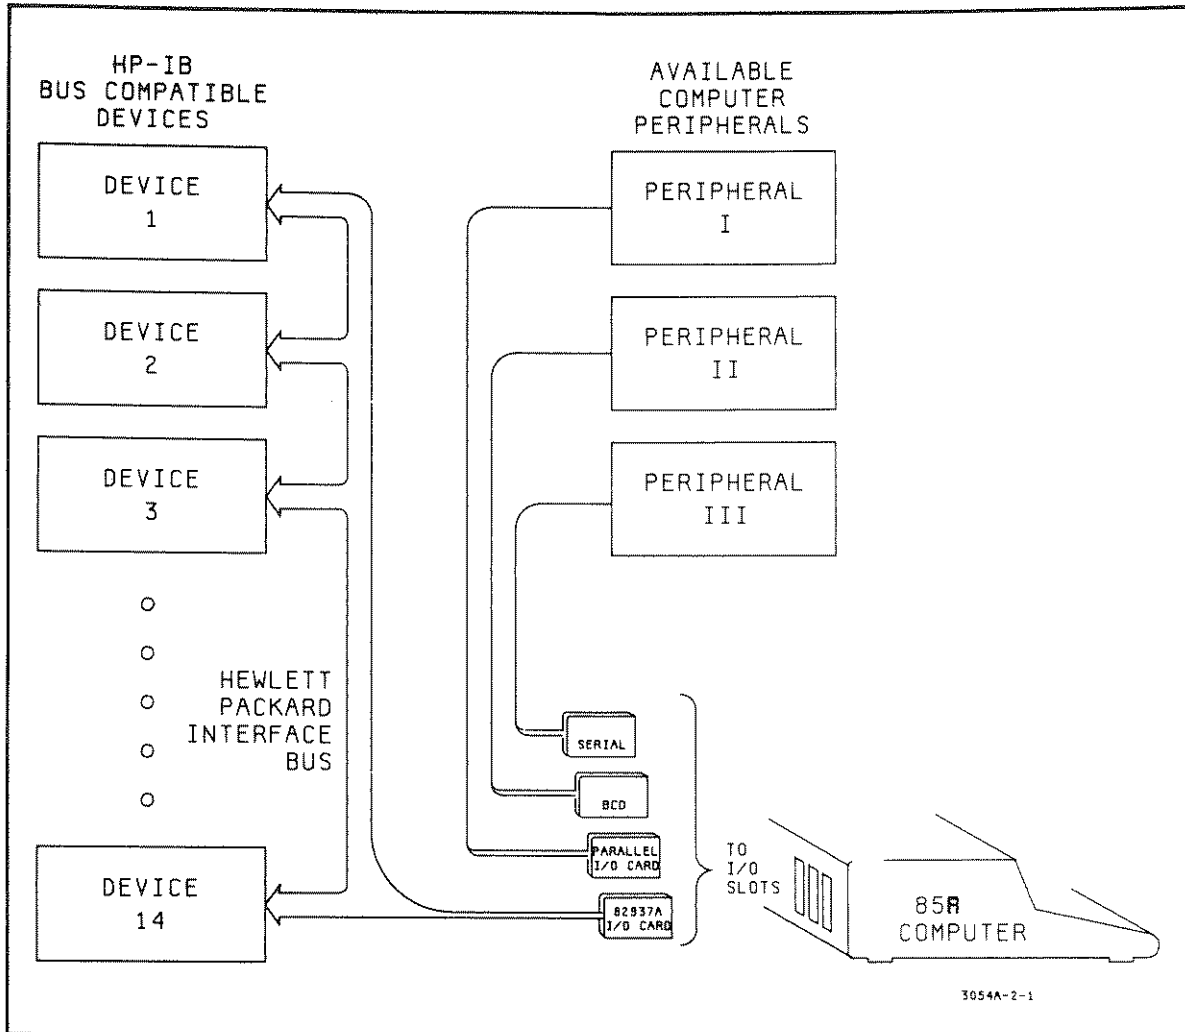 HP-IB
BUS COMPATIBLE
DEVICES
AVAILABLE
COMPUTER
PERIPHERALS
DEVICE
1
PERIPHERAL
I
DEVICE
2
PERIPHERAL
II
DEVICE
3
PERIPHERAL
III
HEWLETT
PACKARD
INTERFACE
BUS
SERIAL
BCD
PARALLEL
I/O CARD
82937A
I/O CARD
TO
I/O
SLOTS
DEVICE
14
85A
COMPUTER
3054A-2-1